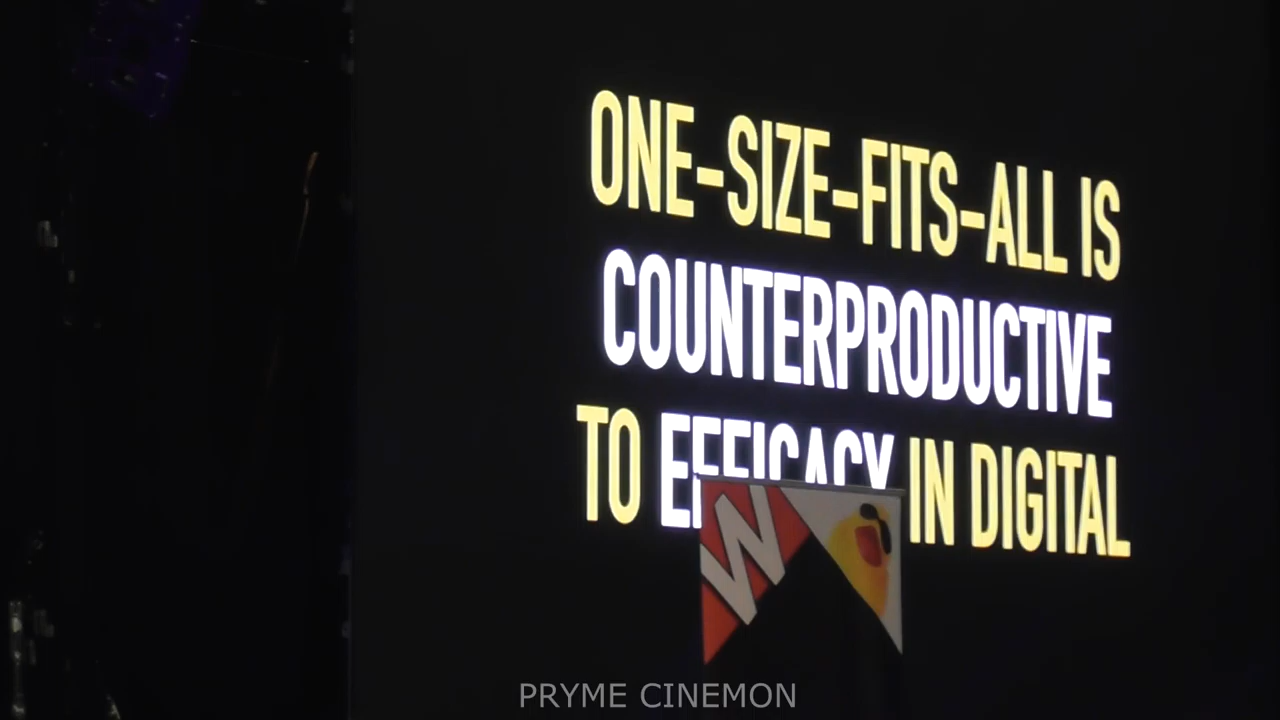 ONE-SIZE-FITS-ALL IS
COUNTERPRODUCTIVE
TO EFFICACY IN DIGITAL
W
PRYME CINEMON